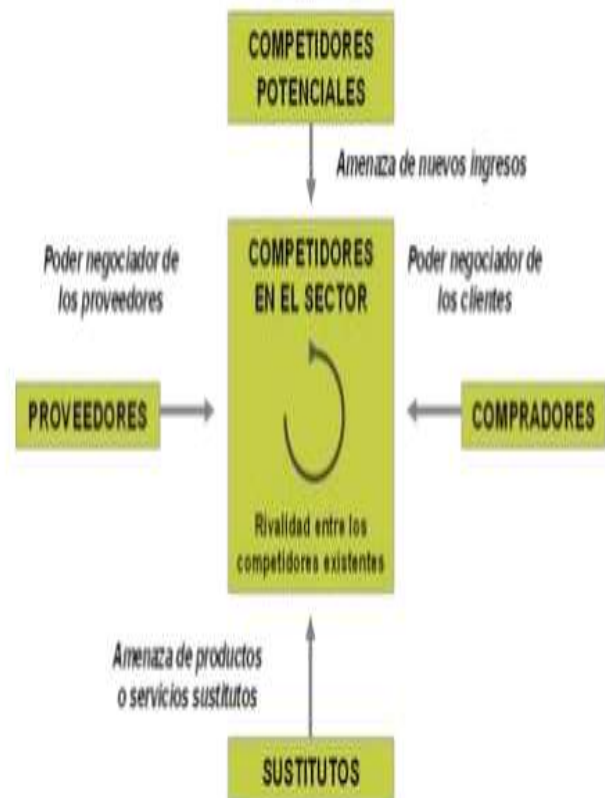 COMPETIDORES
POTENCIALES
Amenaza de nuevos ingresos
Poder negociador de
los proveedores
COMPETIDORES
EN EL SECTOR
Poder negociador de
los clientes
PROVEEDORES
COMPRADORES
Rivalidad entre los
competidores existentes
Amenaza de productos
o servicios sustitutos
SUSTITUTOS